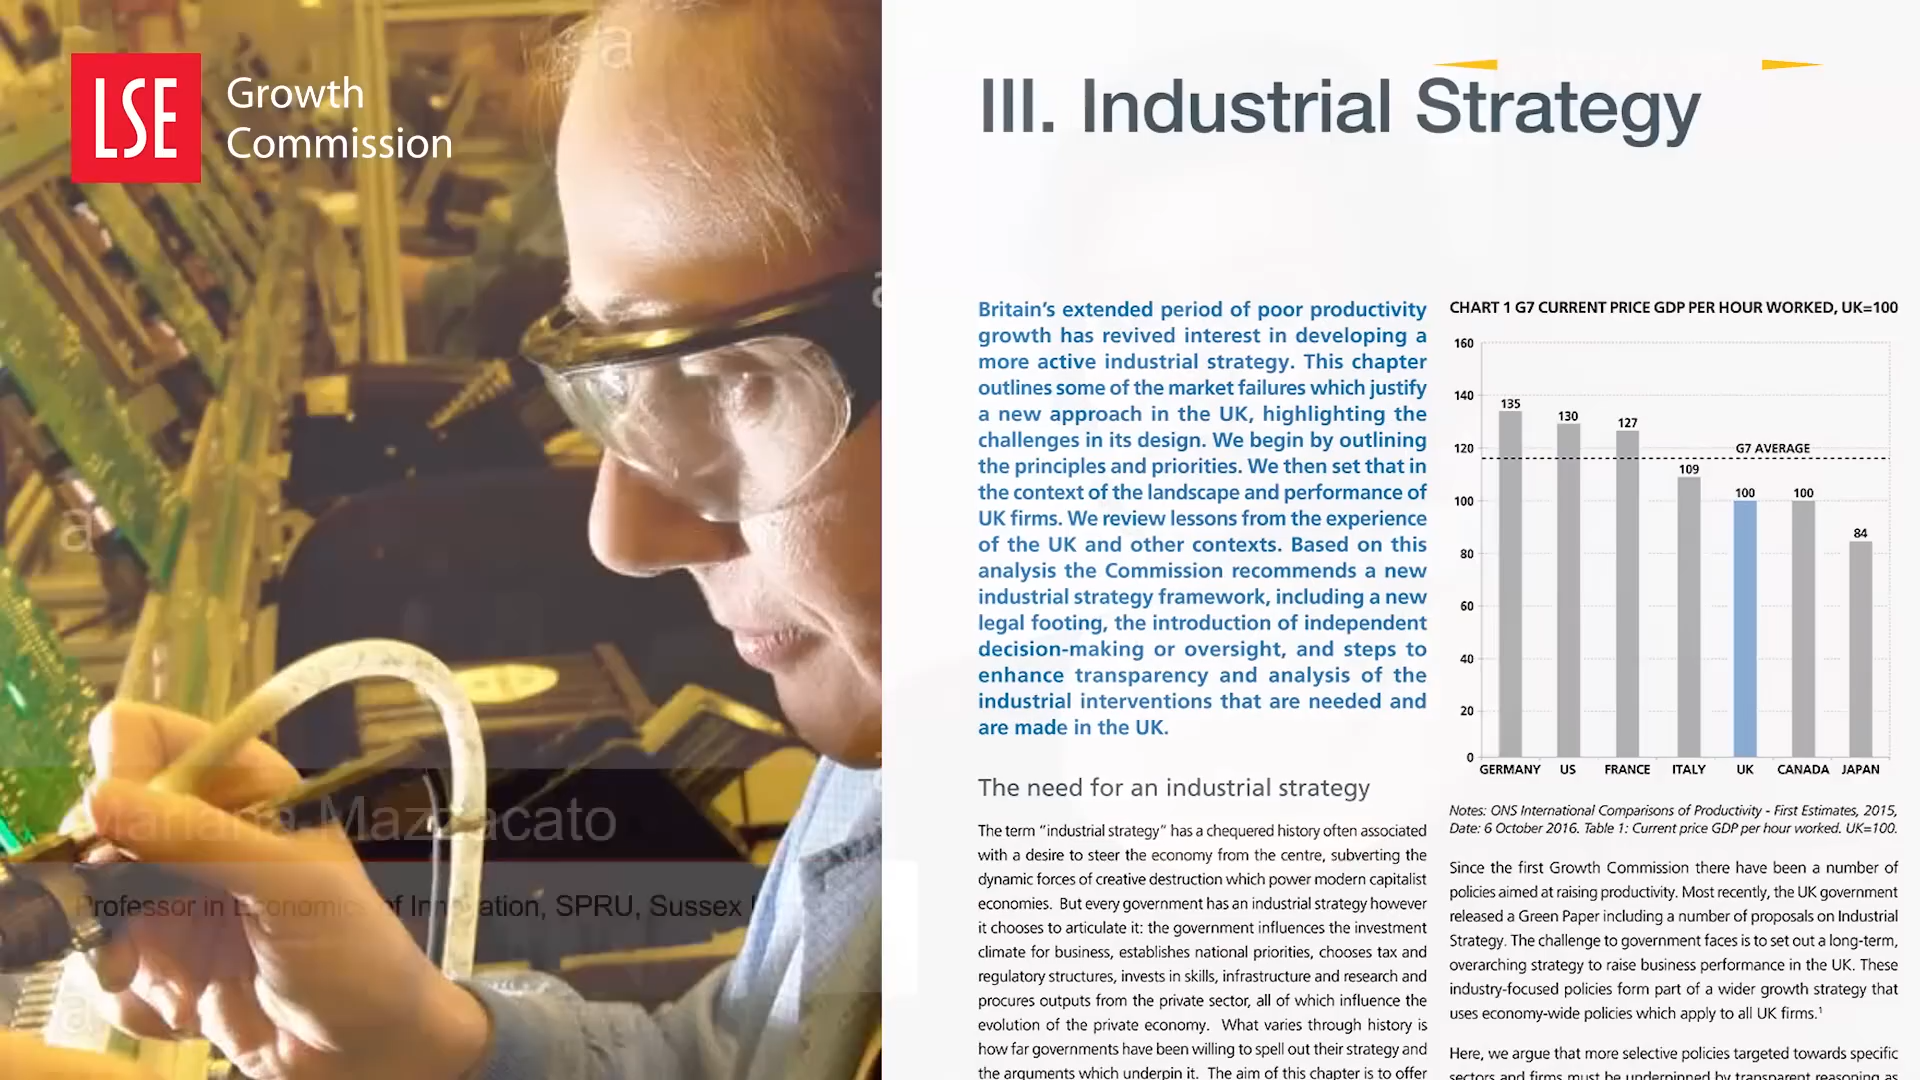 LSE
Growth
Commission
III. Industrial Strategy
Britain's extended period of poor productivity
growth has revived interest in developing a
more active industrial strategy. This chapter
outlines some of the market failures which justify
a new approach in the UK, highlighting the
challenges in its design. We begin by outlining
the principles and priorities. We then set that in
the context of the landscape and performance of
UK firms. We review lessons from the experience
of the UK and other contexts. Based on this
analysis the Commission recommends a new
industrial strategy framework, including a new
legal footing, the introduction of independent
decision-making or oversight, and steps to
enhance transparency and analysis of the
industrial interventions that are needed and
are made in the UK.
The need for an industrial strategy
The term "industrial strategy" has a chequered history often associated
with a desire to steer the economy from the centre, subverting the
dynamic forces of creative destruction which power modern capitalist
economies. But every government has an industrial strategy however
it chooses to articulate it: the government influences the investment
climate for business, establishes national priorities, chooses tax and
regulatory structures, invests in skills, infrastructure and research and
procures outputs from the private sector, all of which influence the
evolution of the private economy. What varies through history is
how far governments have been willing to spell out their strategy and
the arguments which underpin it. The aim of this chapter is to offer
CHART 1 G7 CURRENT PRICE GDP PER HOUR WORKED, UK=100
160
140
120
100
80
60
40
20
0
135
130
127
G7 AVERAGE
109
100
100
84
GERMANY US FRANCE ITALY UK CANADA JAPAN
Notes: ONS International Comparisons of Productivity - First Estimates, 2015,
Date: 6 October 2016. Table 1: Current price GDP per hour worked. UK=100.
Since the first Growth Commission there have been a number of
policies aimed at raising productivity. Most recently, the UK government
released a Green Paper including a number of proposals on Industrial
Strategy. The challenge to government faces is to set out a long-term,
overarching strategy to raise business performance in the UK. These
industry-focused policies form part of a wider growth strategy that
uses economy-wide policies which apply to all UK firms.¹
Here, we argue that more selective policies targeted towards specific
sectors and firms must be underpinned by transparent reasoning as
Mariana Mazzucato
Professor in Economics of Innovation, SPRU, Sussex
a
a
a
a